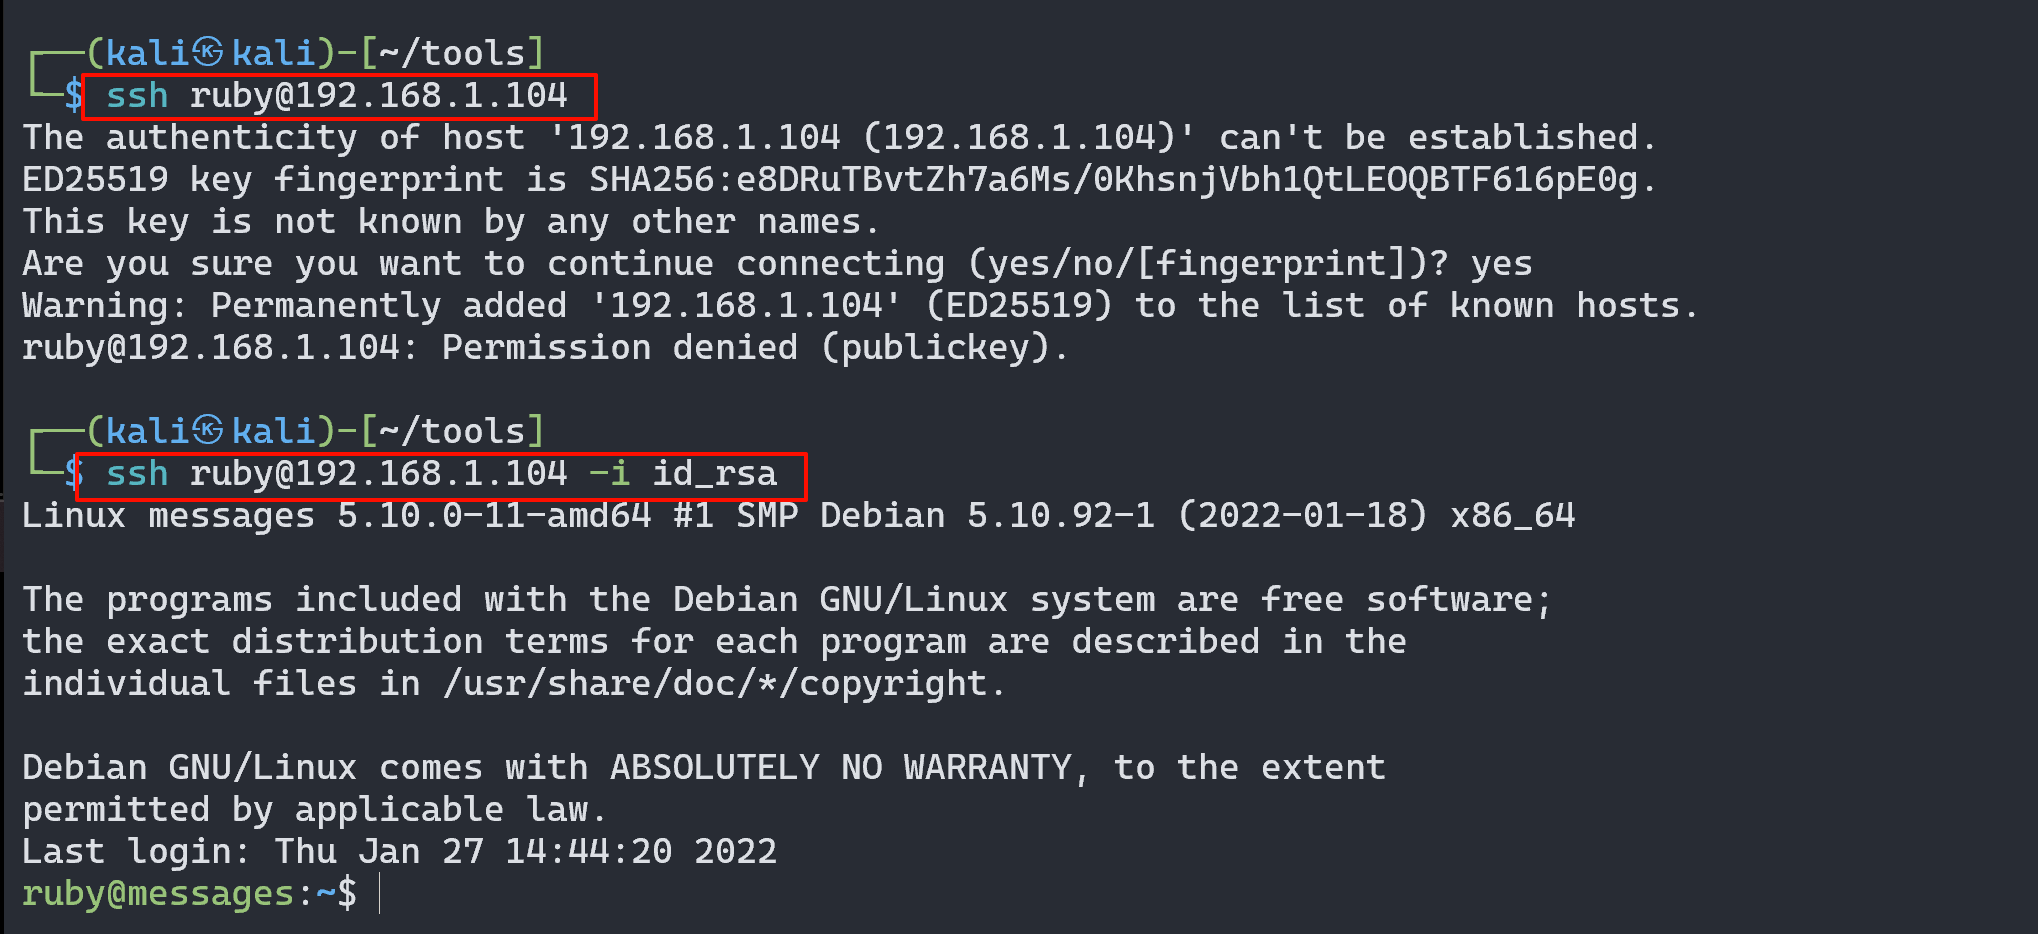 ┌──(kali㉿kali)-[~/tools]
└─$ ssh ruby@192.168.1.104
The authenticity of host '192.168.1.104 (192.168.1.104)' can't be established.
ED25519 key fingerprint is SHA256:e8DRuTBvtZh7a6Ms/0KhsnjVbh1QtLEOQBTF616pE0g.
This key is not known by any other names.
Are you sure you want to continue connecting (yes/no/[fingerprint])? yes
Warning: Permanently added '192.168.1.104' (ED25519) to the list of known hosts.
ruby@192.168.1.104: Permission denied (publickey).
┌──(kali㉿kali)-[~/tools]
└─$ ssh ruby@192.168.1.104 -i id_rsa
Linux messages 5.10.0-11-amd64 #1 SMP Debian 5.10.92-1 (2022-01-18) x86_64
The programs included with the Debian GNU/Linux system are free software;
the exact distribution terms for each program are described in the
individual files in /usr/share/doc/*/copyright.
Debian GNU/Linux comes with ABSOLUTELY NO WARRANTY, to the extent
permitted by applicable law.
Last login: Thu Jan 27 14:44:20 2022
ruby@messages:~$